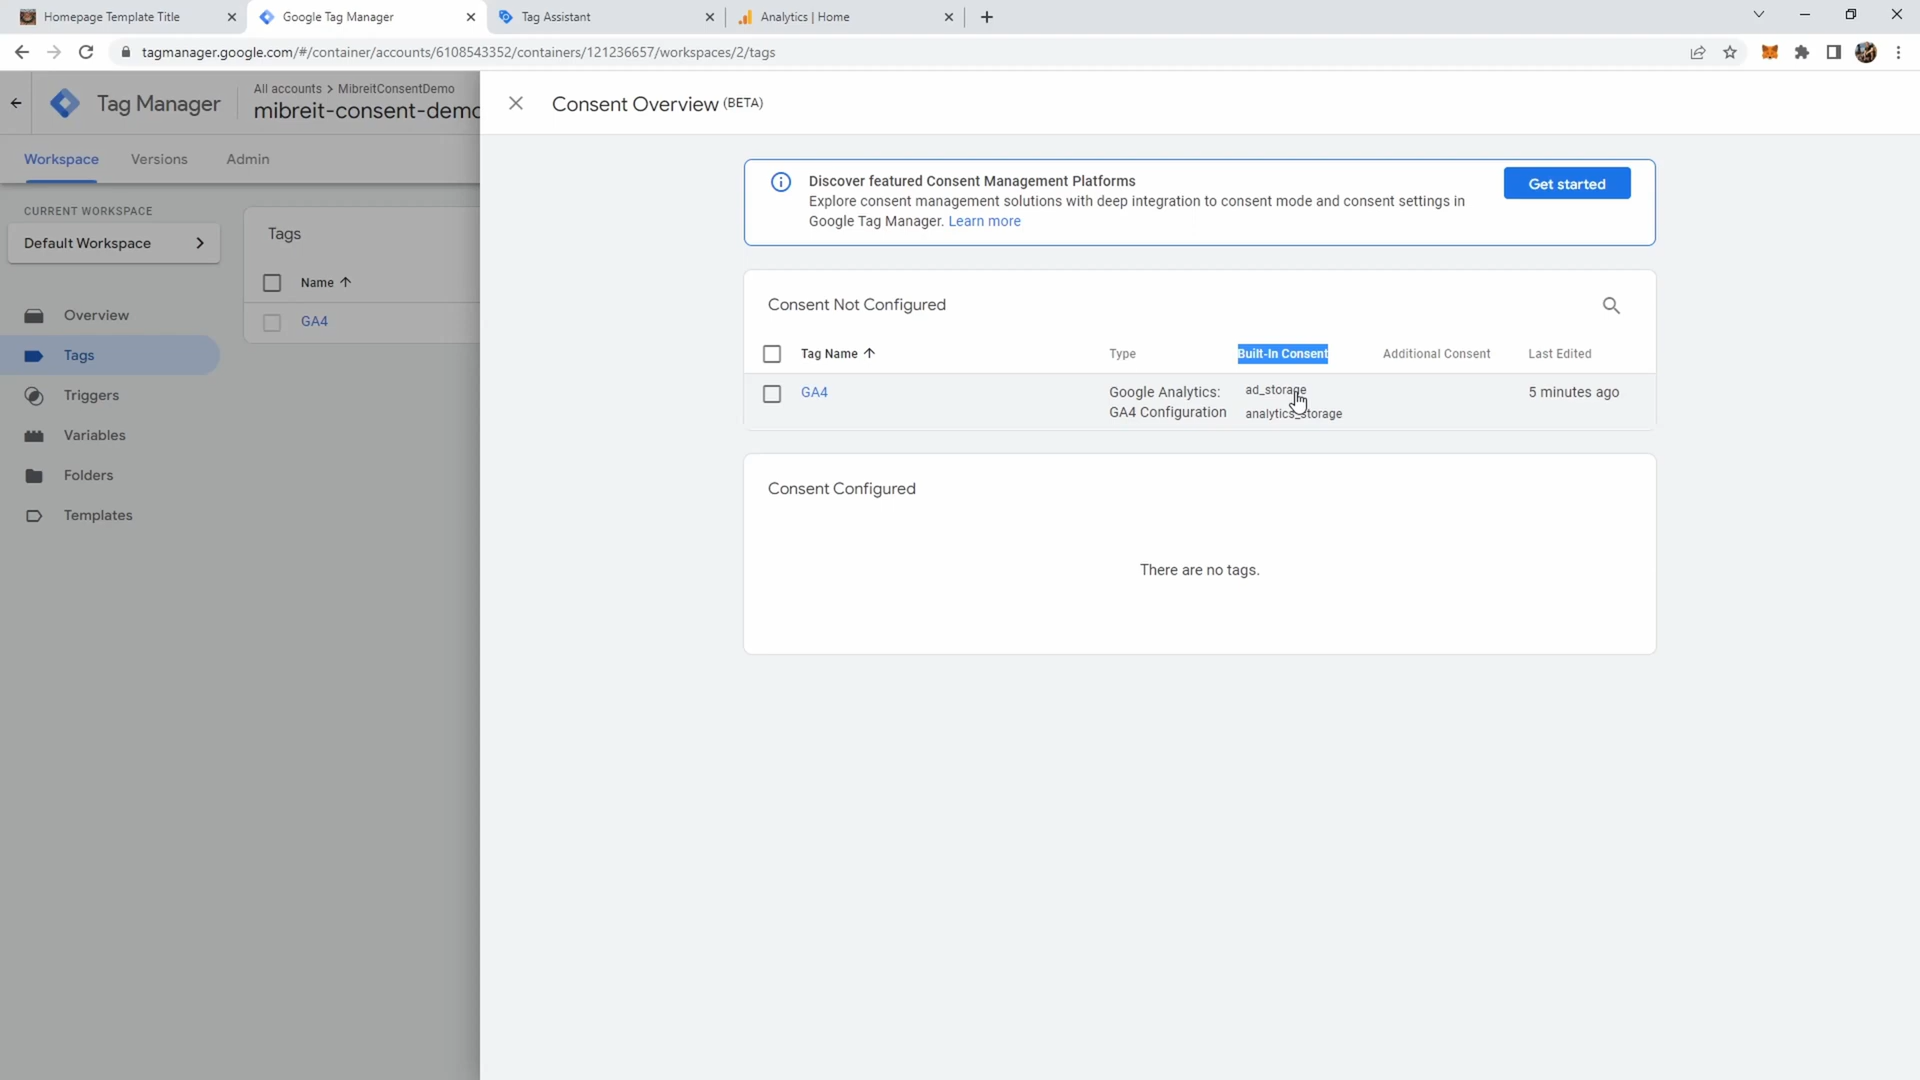 Homepage Template Title
Google Tag Manager
Tag Assistant
Analytics | Home
tagmanager.google.com/#/container/accounts/6108543352/containers/121236657/workspaces/2/tags
Tag Manager
All accounts > MibreitConsentDemo
mibreit-consent-demo
Consent Overview (BETA)
Workspace
Versions
Admin
Discover featured Consent Management Platforms
Explore consent management solutions with deep integration to consent mode and consent settings in
Google Tag Manager. Learn more
Get started
CURRENT WORKSPACE
Default Workspace
Overview
Tags
Triggers
Variables
Folders
Templates
Tags
Name
GA4
Consent Not Configured
Tag Name
Type
Built-In Consent
Additional Consent
Last Edited
GA4
Google Analytics:
GA4 Configuration
ad_storage
analytics_storage
5 minutes ago
Consent Configured
There are no tags.